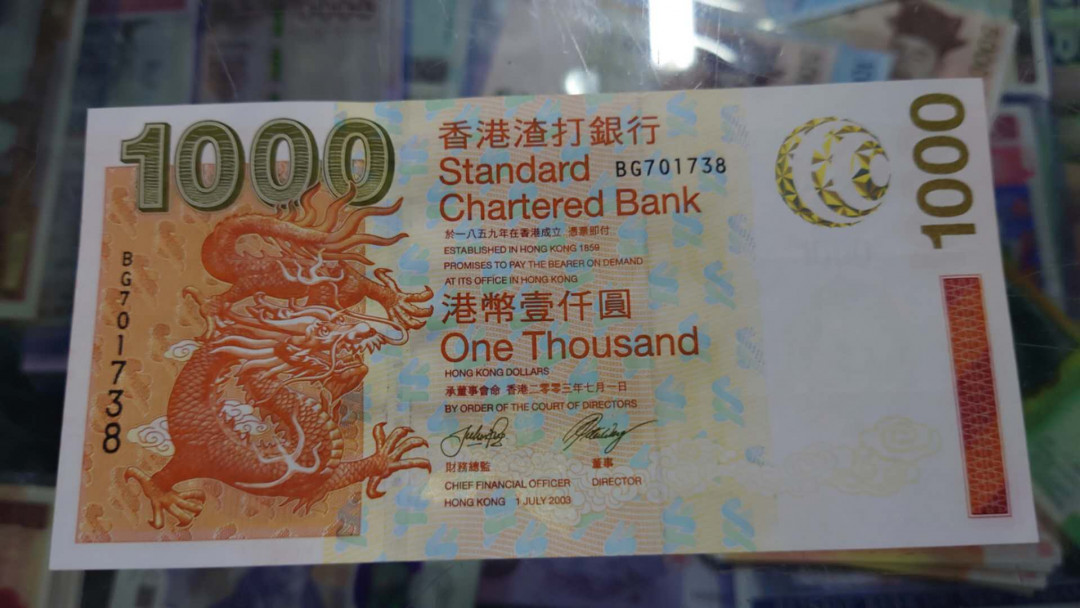 1000
香港渣打銀行
Standard
Chartered Bank
BG701738
於一八五九年在香港成立 憑票即付
ESTABLISHED IN HONG KONG 1859
PROMISES TO PAY THE BEARER ON DEMAND
AT ITS OFFICE IN HONG KONG
港幣壹仟圓
One Thousand
HONG KONG DOLLARS
承董事會命 香港二零零三年七月一日
BY ORDER OF THE COURT OF DIRECTORS
財務總監 董事
CHIEF FINANCIAL OFFICER DIRECTOR
HONG KONG 1 JULY 2003
BG701738
1000